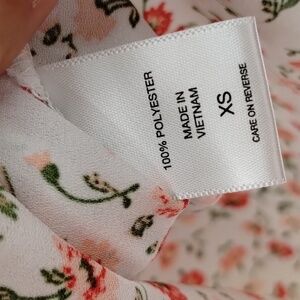 100% POLYESTER
MADE IN
VIETNAM
XS
CARE ON REVERSE